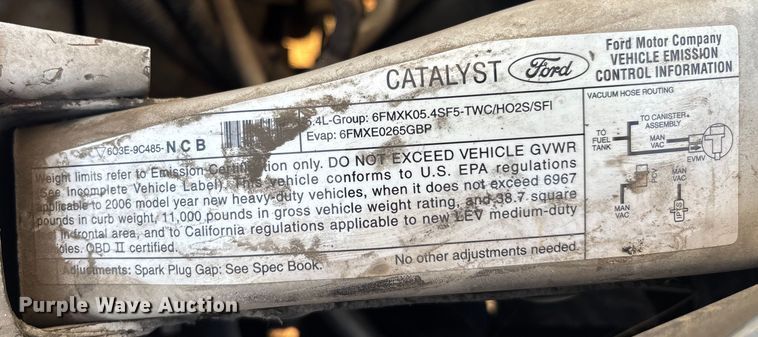 CATALYST Ford
Ford Motor Company
VEHICLE EMISSION
CONTROL INFORMATION
603E-9C485- NCB
5.4L-Group: 6FMXK05.4SF5-TWC/HO2S/SFI
Evap: 6FMXE0265GBP
Weight limits refer to Emission Certification only. DO NOT EXCEED VEHICLE GVWR
(See Incomplete Vehicle Label). This vehicle conforms to U.S. EPA regulations
applicable to 2006 model year new heavy-duty vehicles, when it does not exceed 6967
pounds in curb weight, 11,000 pounds in gross vehicle weight rating, and 38.7 square
in frontal area, and to California regulations applicable to new LEV medium-duty
OBD II certified.
Adjustments: Spark Plug Gap: See Spec Book. No other adjustments needed.
VACUUM HOSE ROUTING
TO
FUEL
TANK
TO CANISTER
ASSEMBLY
MAN
VAC
EVMV
PCV
MAN
VAC
MAN
VAC
Purple Wave Auction